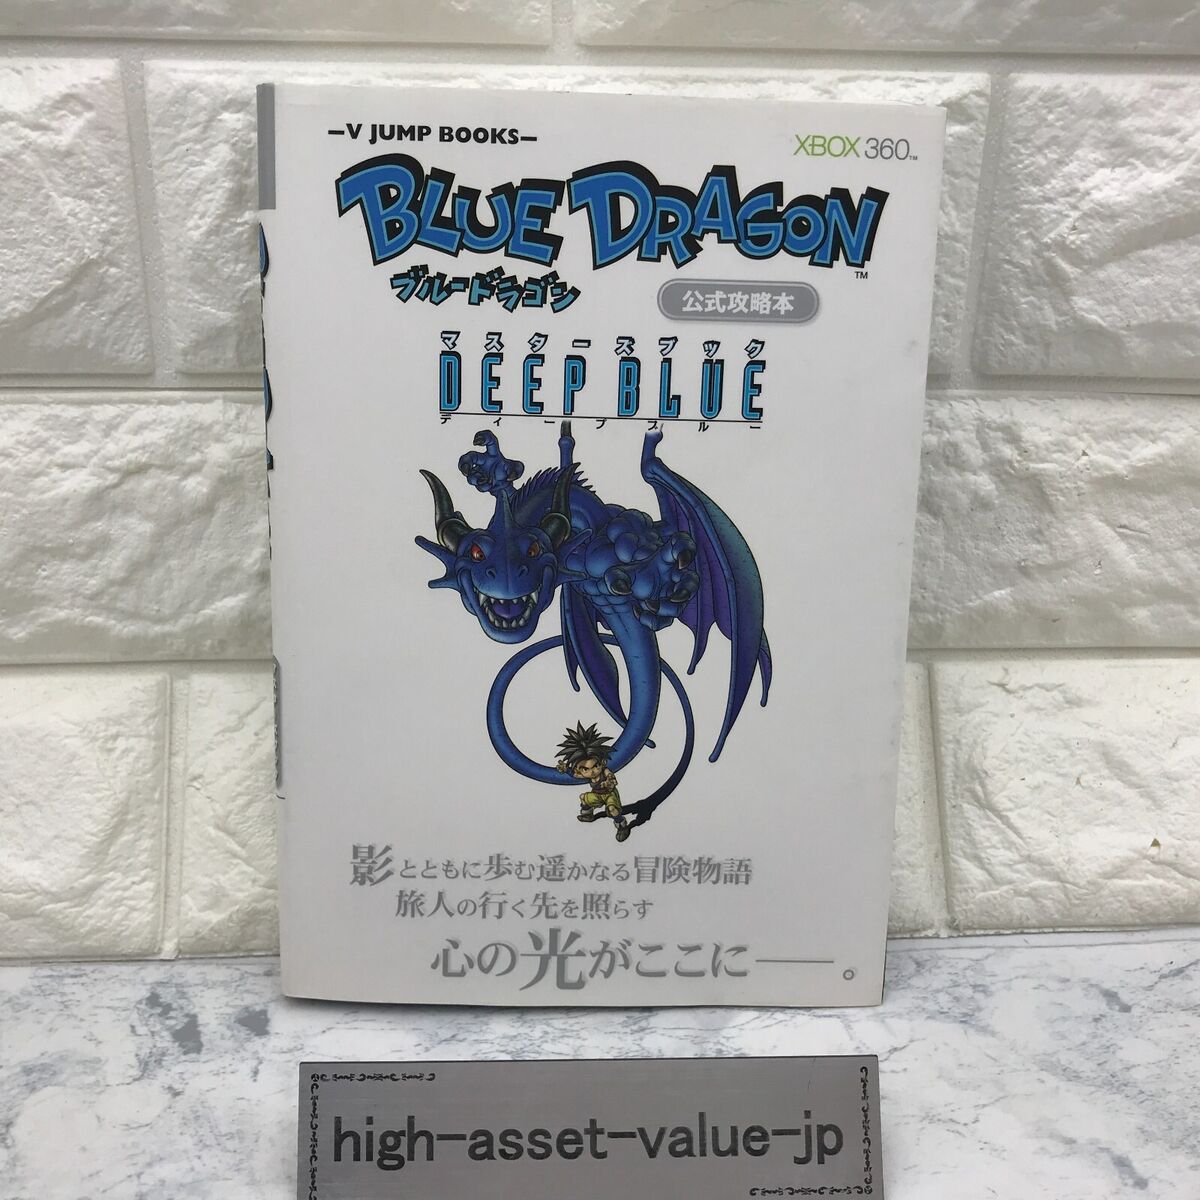 —V JUMP BOOKS—
XBOX 360™
BLUE DRAGON™
ブルードラゴン
公式攻略本
マスターズブック
DEEP BLUE
ディープブルー
影とともに歩む遥かなる冒険物語
旅人の行く先を照らす
心の光がここに——。
high-asset-value-jp